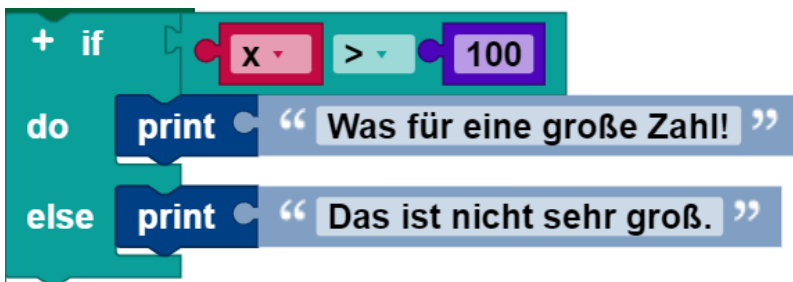 + if x > 100
do print “ Was für eine große Zahl! ”
else print “ Das ist nicht sehr groß. ”